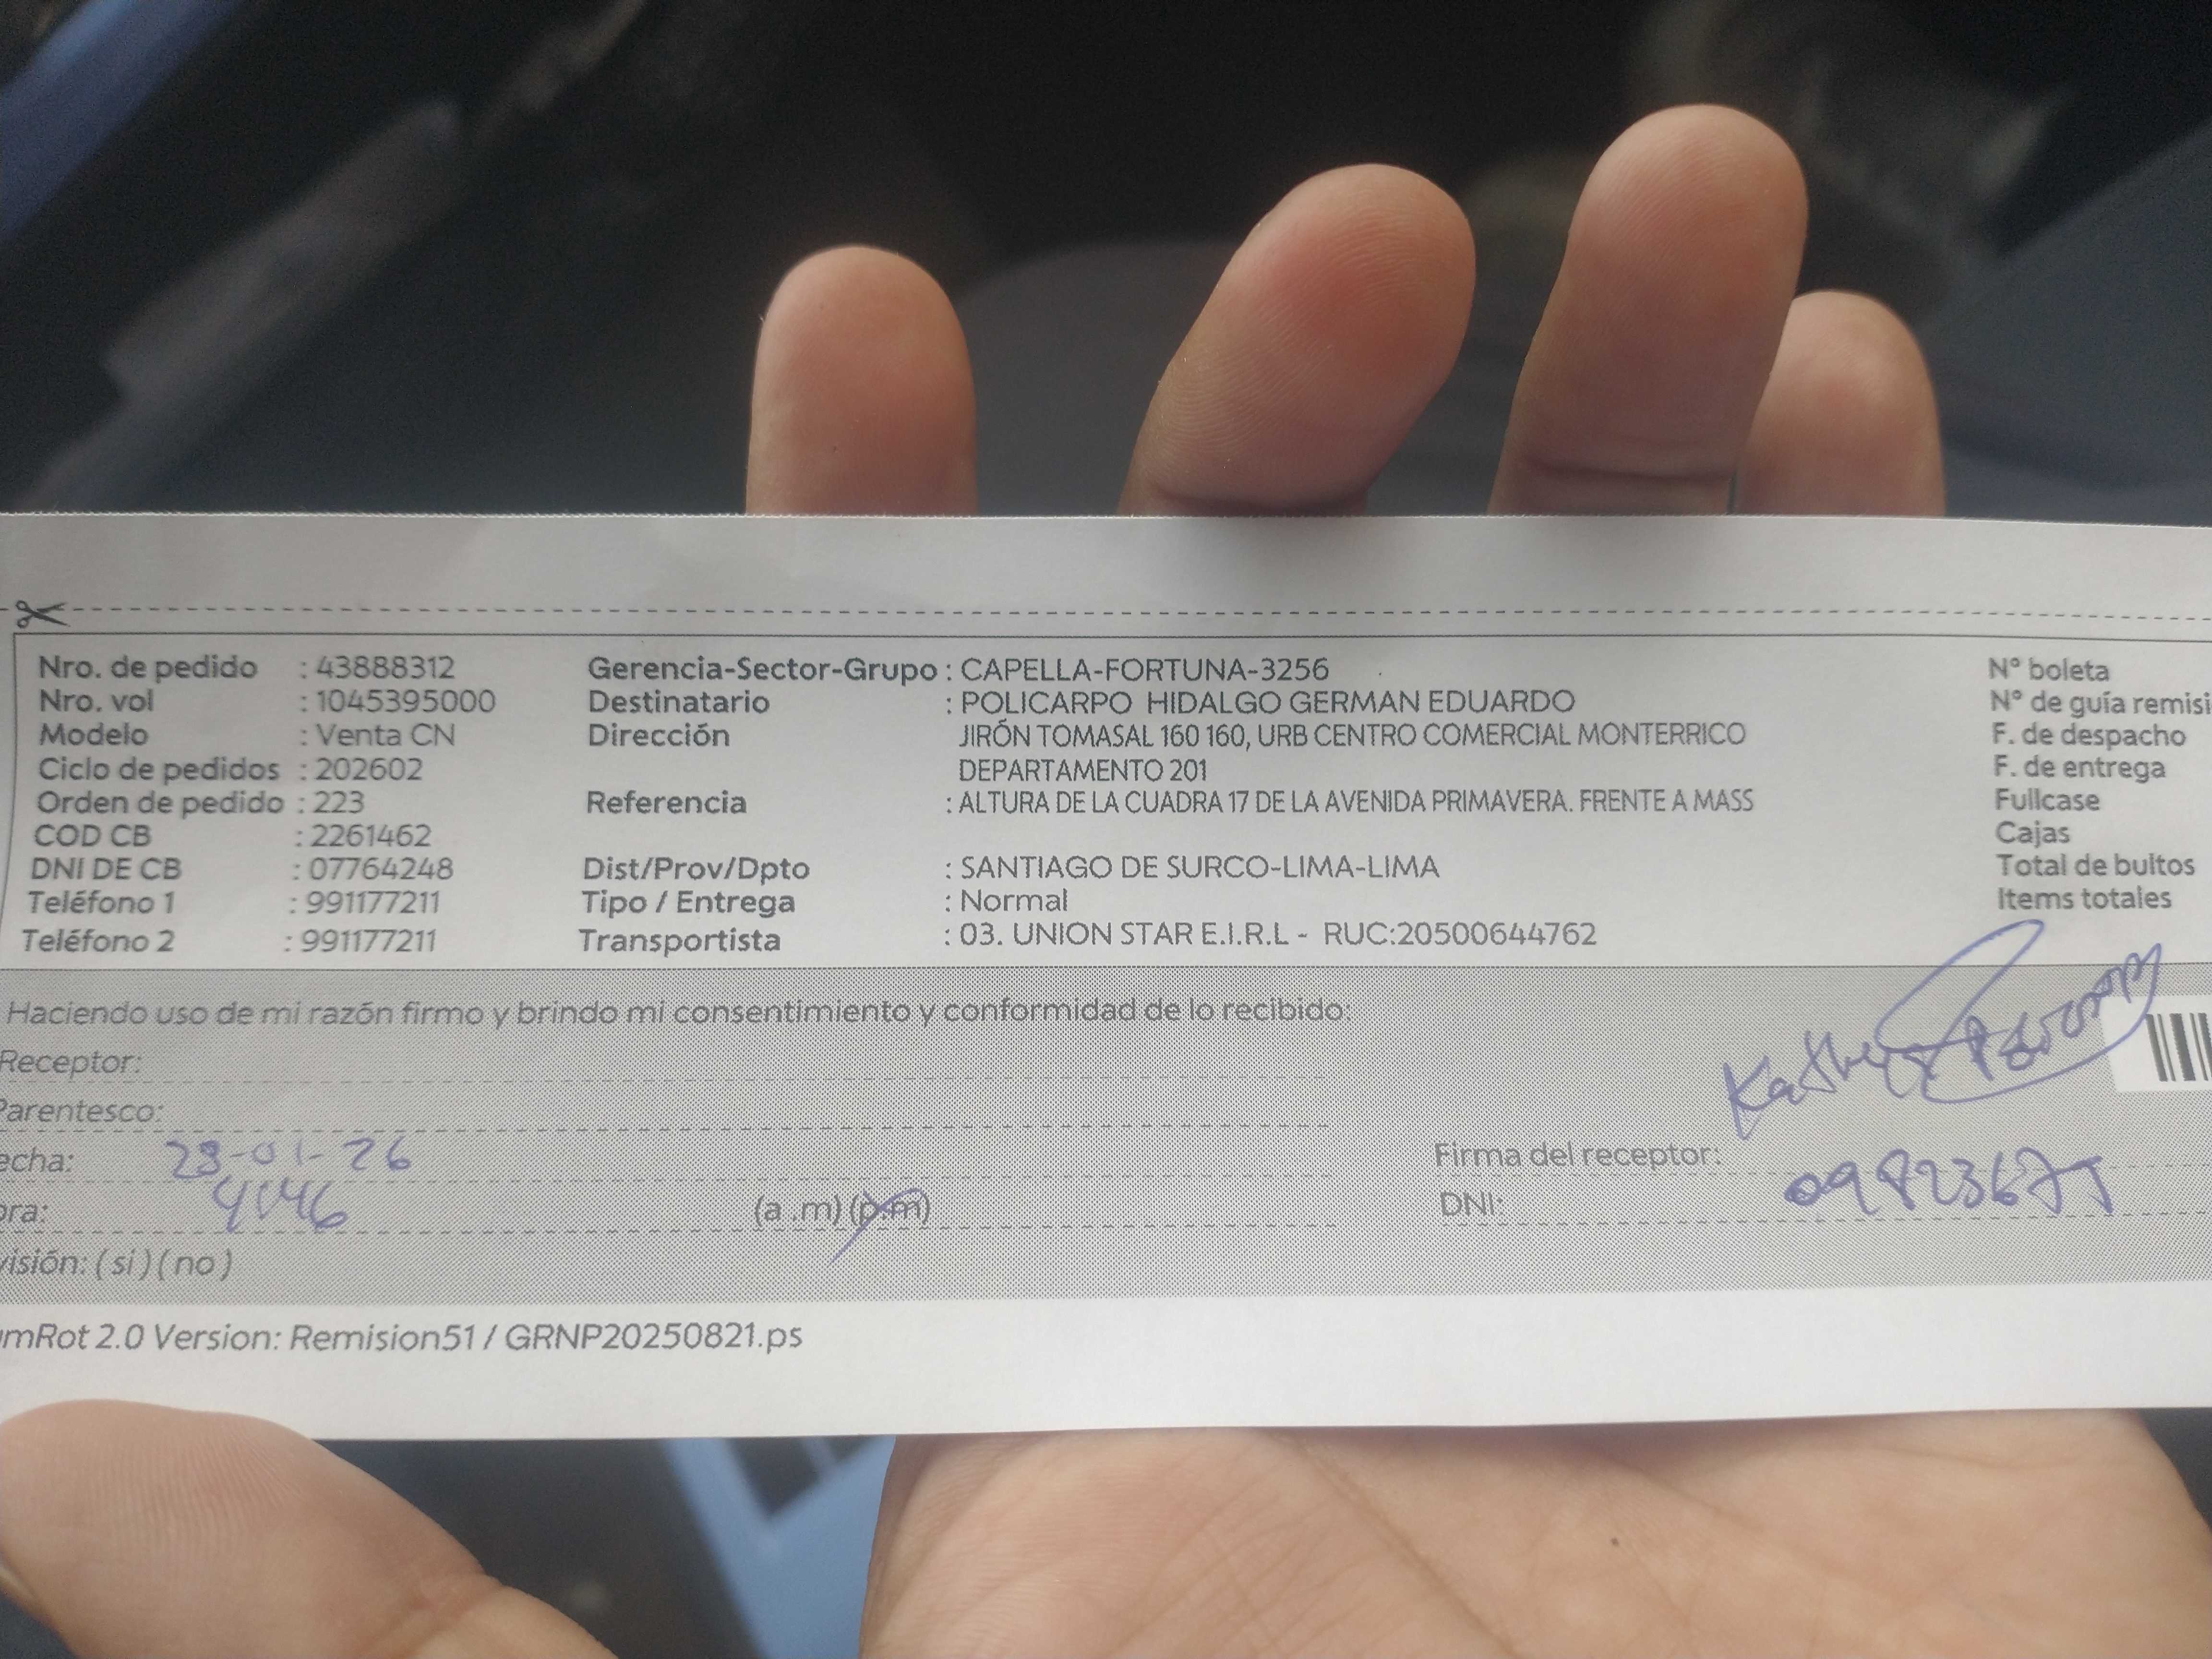 Nro. de pedido : 43888312 Gerencia-Sector-Grupo : CAPELLA-FORTUNA-3256 N° boleta
Nro. vol : 1045395000 Destinatario : POLICARPO HIDALGO GERMAN EDUARDO N° de guía remisi
Modelo : Venta CN Dirección JIRÓN TOMASAL 160 160, URB CENTRO COMERCIAL MONTERRICO F. de despacho
Ciclo de pedidos : 202602 DEPARTAMENTO 201 F. de entrega
Orden de pedido : 223 Referencia : ALTURA DE LA CUADRA 17 DE LA AVENIDA PRIMAVERA. FRENTE A MASS Fullcase
COD CB : 2261462 Cajas
DNI DE CB : 07764248 Dist/Prov/Dpto : SANTIAGO DE SURCO-LIMA-LIMA Total de bultos
Teléfono 1 : 991177211 Tipo / Entrega : Normal Items totales
Teléfono 2 : 991177211 Transportista : 03. UNION STAR E.I.R.L - RUC:20500644762
Haciendo uso de mi razón firmo y brindo mi consentimiento y conformidad de lo recibido:
Receptor:
Parentesco:
echa: 23-01-26 Firma del receptor:
ora: 4:46 (a .m) (p.m) DNI:
visión: ( si ) ( no )
mRot 2.0 Version: Remision51 / GRNP20250821.ps